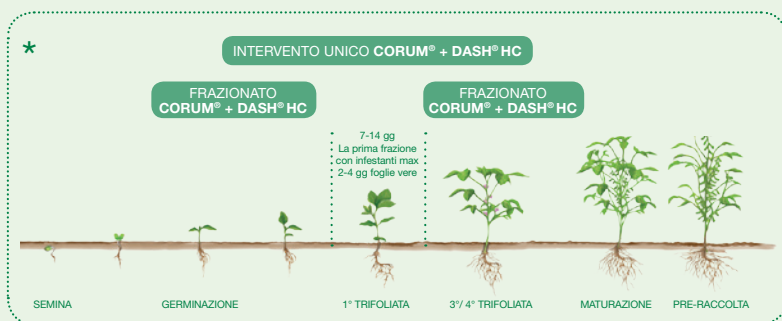 *
INTERVENTO UNICO CORUM® + DASH® HC
FRAZIONATO
CORUM® + DASH® HC
FRAZIONATO
CORUM® + DASH® HC
7-14 gg
La prima frazione
con infestanti max
2-4 gg foglie vere
SEMINA GERMINAZIONE 1° TRIFOLIATA 3°/ 4° TRIFOLIATA MATURAZIONE PRE-RACCOLTA